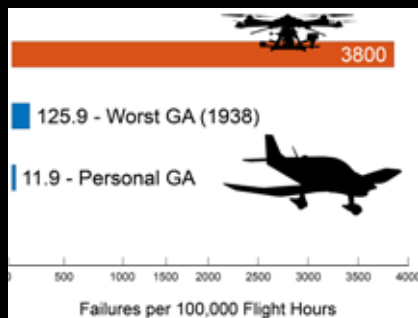 3800
125.9 - Worst GA (1938)
11.9 - Personal GA
0 500 1000 1500 2000 2500 3000 3500 4000
Failures per 100,000 Flight Hours